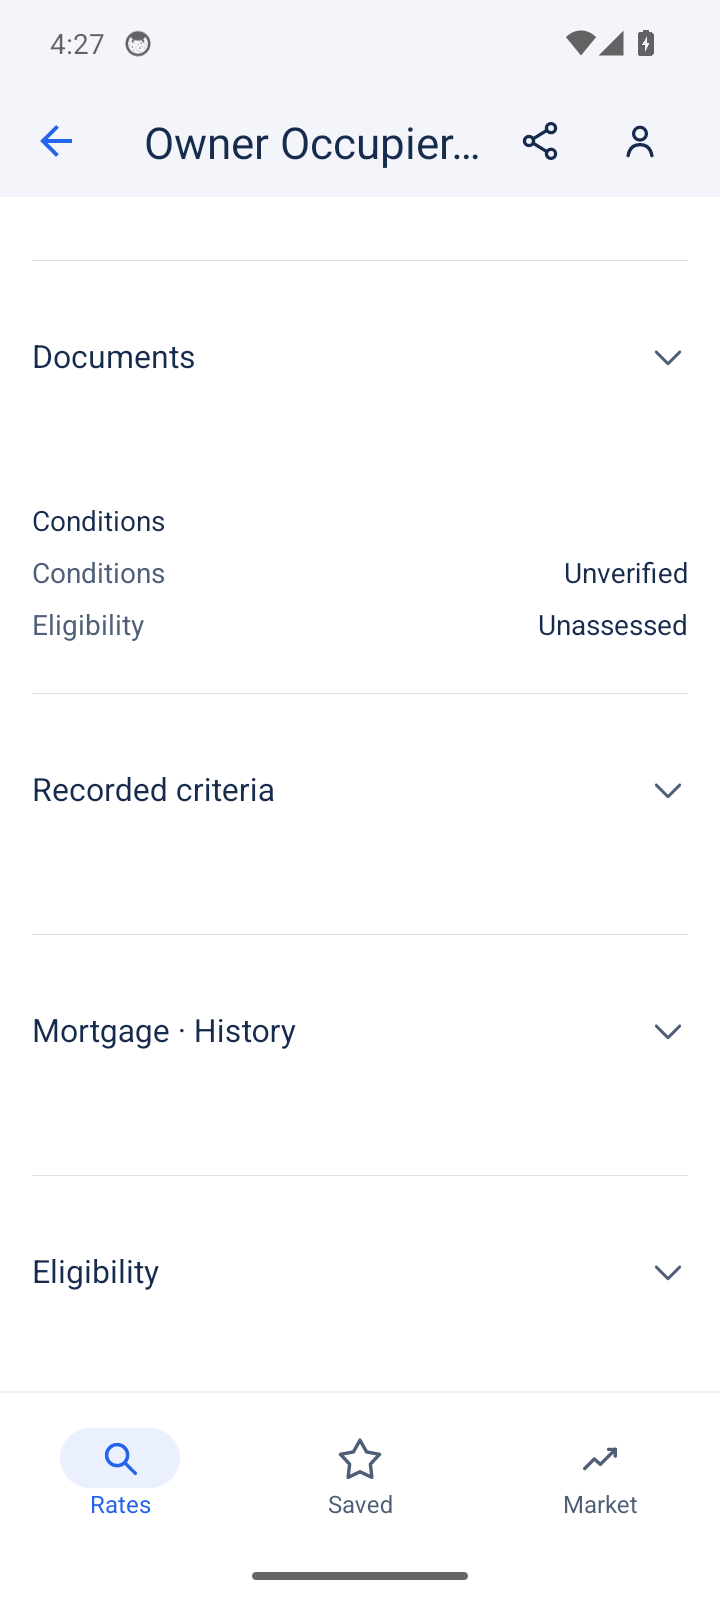 4:27
Owner Occupier...
Documents
Conditions
Conditions Unverified
Eligibility Unassessed
Recorded criteria
Mortgage · History
Eligibility
Rates Saved Market